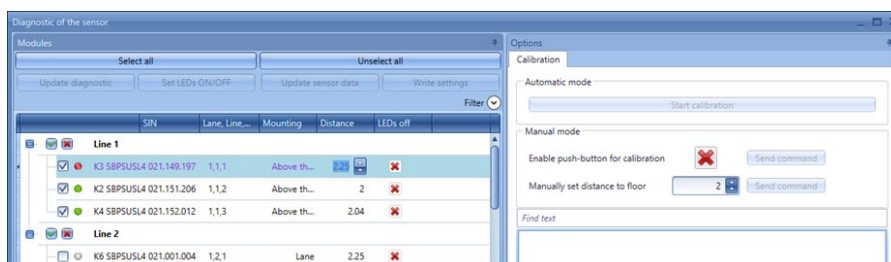 Diagnostic of the sensor
Modules
Select all
Unselect all
Update diagnostic
Set LEDs ON/OFF
Update sensor data
Write settings
Filter
SIN Lane, Line,... Mounting Distance LEDs off
Line 1
K3 SBPSUSL4 021.149.197 1,1,1 Above th... 2.25
K2 SBPSUSL4 021.151.206 1,1,2 Above th... 2
K4 SBPSUSL4 021.152.012 1,1,3 Above th... 2.04
Line 2
K6 SBPSUSL4 021.001.004 1,2,1 Lane 2.25
Options
Calibration
Automatic mode
Start calibration
Manual mode
Enable push-button for calibration Send command
Manually set distance to floor 2 Send command
Find text